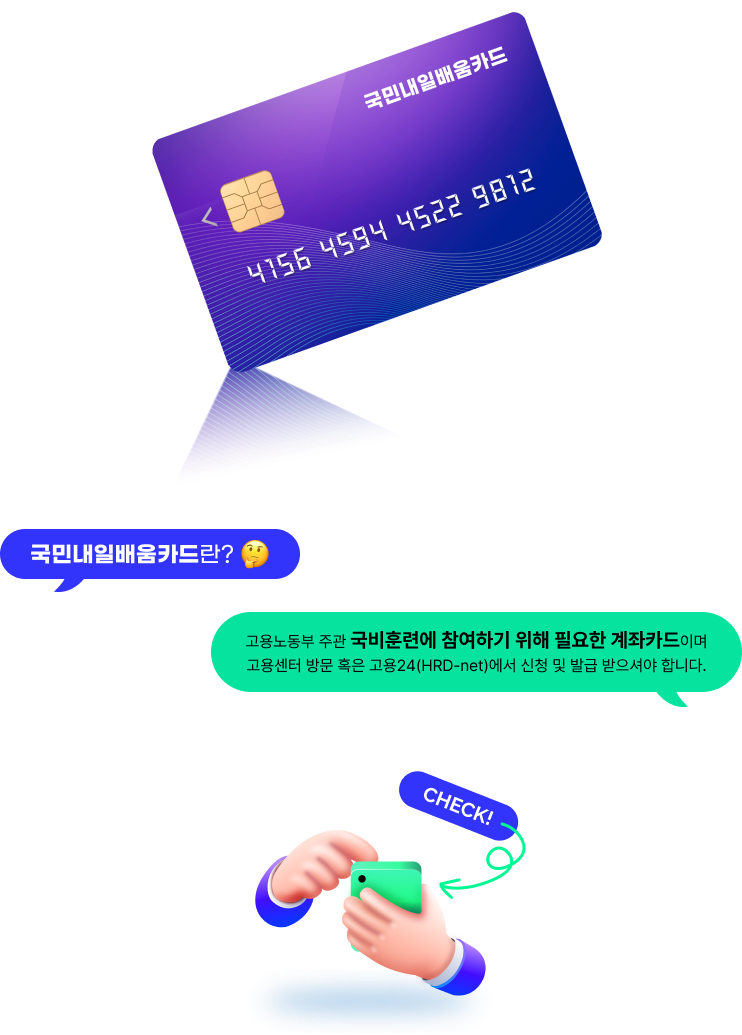 국민내일배움카드
4756 4594 4522 9812
국민내일배움카드란? 🤔
고용노동부 주관 국비훈련에 참여하기 위해 필요한 계좌카드이며
고용센터 방문 혹은 고용24(HRD-net)에서 신청 및 발급 받으셔야 합니다.
CHECK!